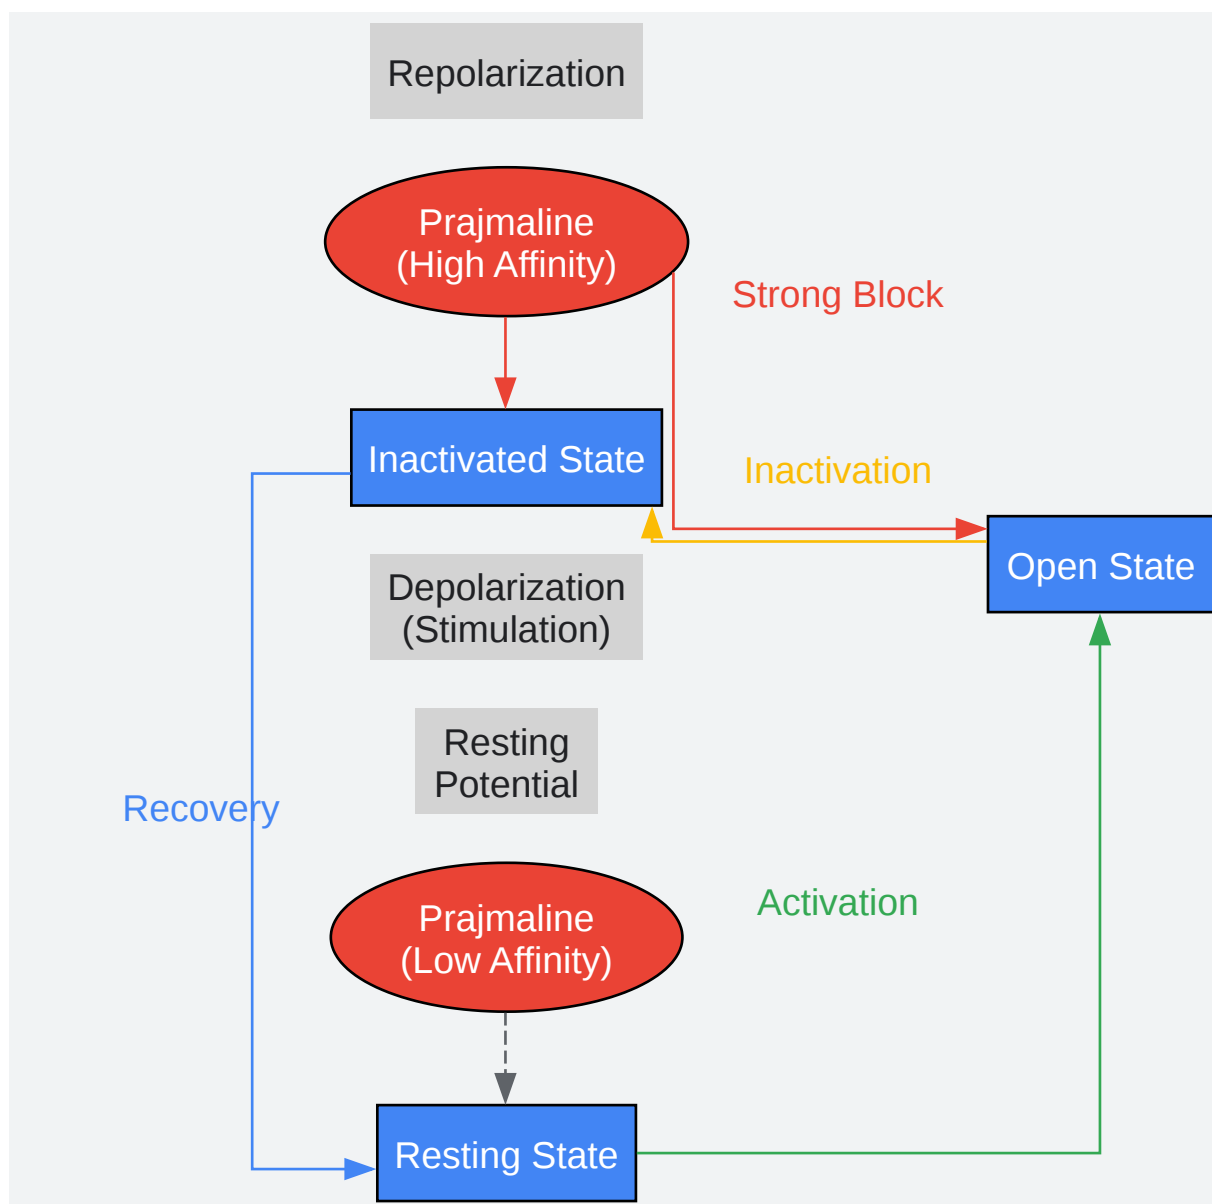 Repolarization
Prajmaline
(High Affinity)
Strong Block
Inactivated State
Inactivation
Open State
Depolarization
(Stimulation)
Resting
Potential
Recovery
Prajmaline
(Low Affinity)
Activation
Resting State